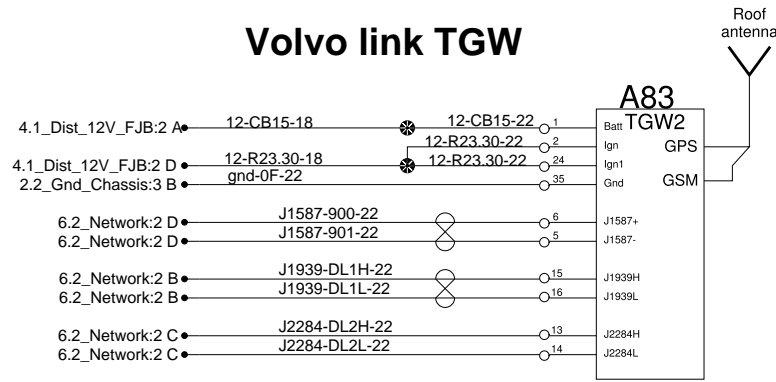 Volvo link TGW
Roof
antenna
A83
4.1_Dist_12V_FJB:2 A 12-CB15-18 12-CB15-22 1 Batt TGW2
12-R23.30-22 2 Ign GPS
4.1_Dist_12V_FJB:2 D 12-R23.30-18 12-R23.30-22 24 Ign1
2.2_Gnd_Chassis:3 B gnd-0F-22 35 Gnd GSM
6.2_Network:2 D J1587-900-22 6 J1587+
6.2_Network:2 D J1587-901-22 5 J1587-
6.2_Network:2 B J1939-DL1H-22 15 J1939H
6.2_Network:2 B J1939-DL1L-22 16 J1939L
6.2_Network:2 C J2284-DL2H-22 13 J2284H
6.2_Network:2 C J2284-DL2L-22 14 J2284L